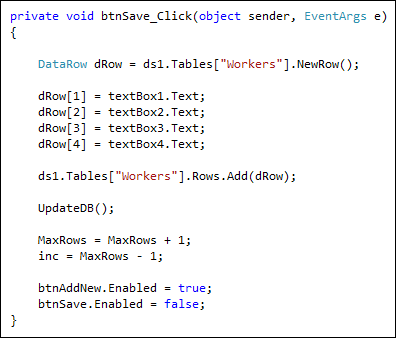 private void btnSave_Click(object sender, EventArgs e)
{
DataRow dRow = ds1.Tables["Workers"].NewRow();
dRow[1] = textBox1.Text;
dRow[2] = textBox2.Text;
dRow[3] = textBox3.Text;
dRow[4] = textBox4.Text;
ds1.Tables["Workers"].Rows.Add(dRow);
UpdateDB();
MaxRows = MaxRows + 1;
inc = MaxRows - 1;
btnAddNew.Enabled = true;
btnSave.Enabled = false;
}